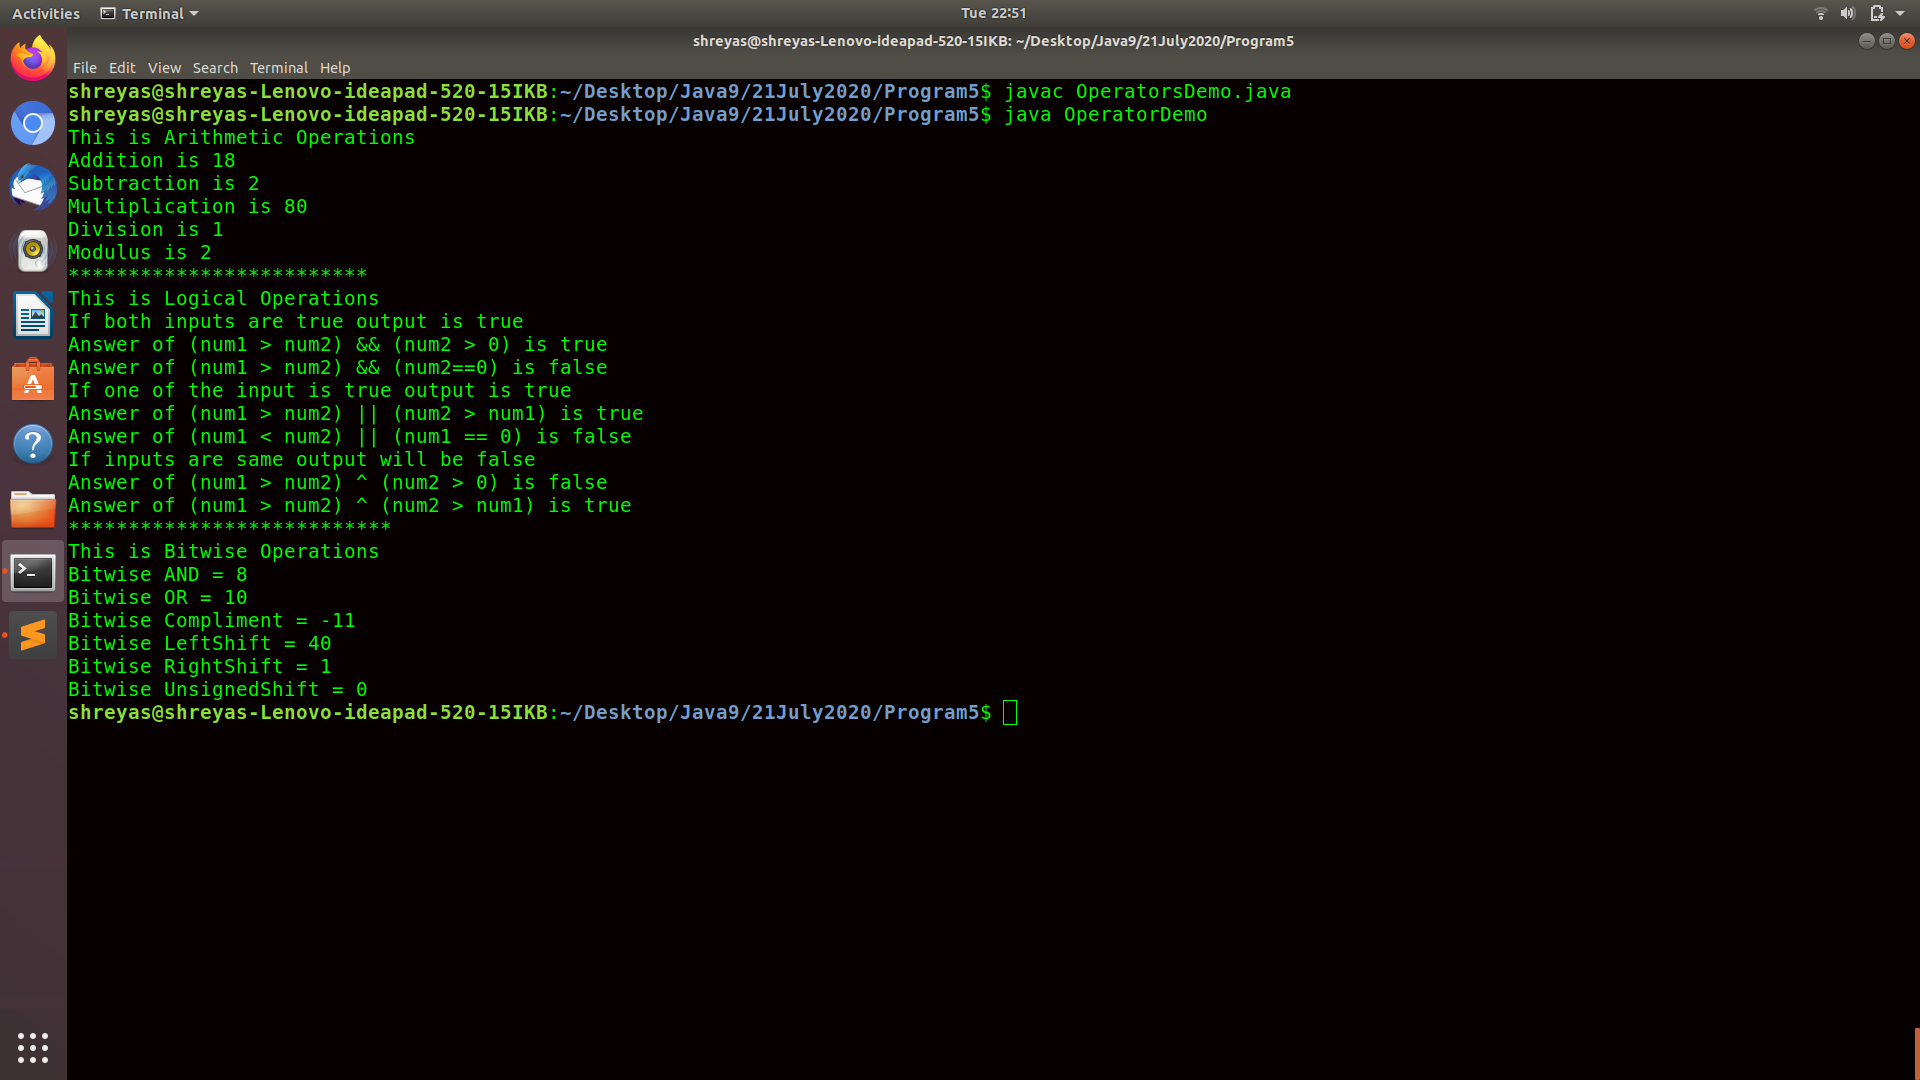 Activities Terminal Tue 22:51
shreyas@shreyas-Lenovo-ideapad-520-15IKB: ~/Desktop/Java9/21July2020/Program5
File Edit View Search Terminal Help
shreyas@shreyas-Lenovo-ideapad-520-15IKB:~/Desktop/Java9/21July2020/Program5$ javac OperatorsDemo.java
shreyas@shreyas-Lenovo-ideapad-520-15IKB:~/Desktop/Java9/21July2020/Program5$ java OperatorDemo
This is Arithmetic Operations
Addition is 18
Subtraction is 2
Multiplication is 80
Division is 1
Modulus is 2
*************************
This is Logical Operations
If both inputs are true output is true
Answer of (num1 > num2) && (num2 > 0) is true
Answer of (num1 > num2) && (num2==0) is false
If one of the input is true output is true
Answer of (num1 > num2) || (num2 > num1) is true
Answer of (num1 < num2) || (num1 == 0) is false
If inputs are same output will be false
Answer of (num1 > num2) ^ (num2 > 0) is false
Answer of (num1 > num2) ^ (num2 > num1) is true
***************************
This is Bitwise Operations
Bitwise AND = 8
Bitwise OR = 10
Bitwise Compliment = -11
Bitwise LeftShift = 40
Bitwise RightShift = 1
Bitwise UnsignedShift = 0
shreyas@shreyas-Lenovo-ideapad-520-15IKB:~/Desktop/Java9/21July2020/Program5$